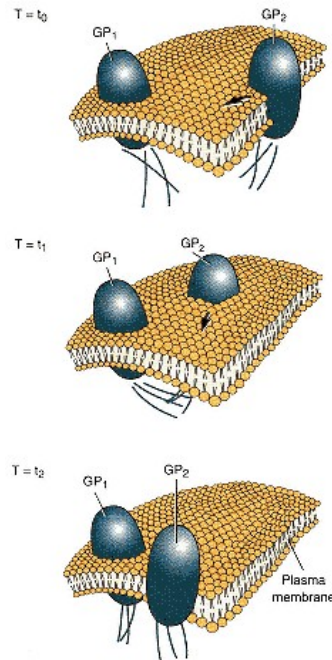 T = t₀
GP₁
GP₂
T = t₁
GP₁
GP₂
T = t₂
GP₁
GP₂
Plasma
membrane